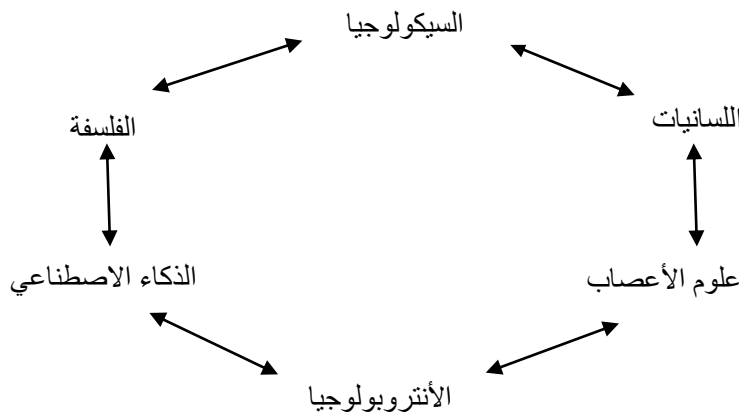 السيكولوجيا
اللسانيات
الفلسفة
علوم الأعصاب
الذكاء الاصطناعي
الأنتروبولوجيا